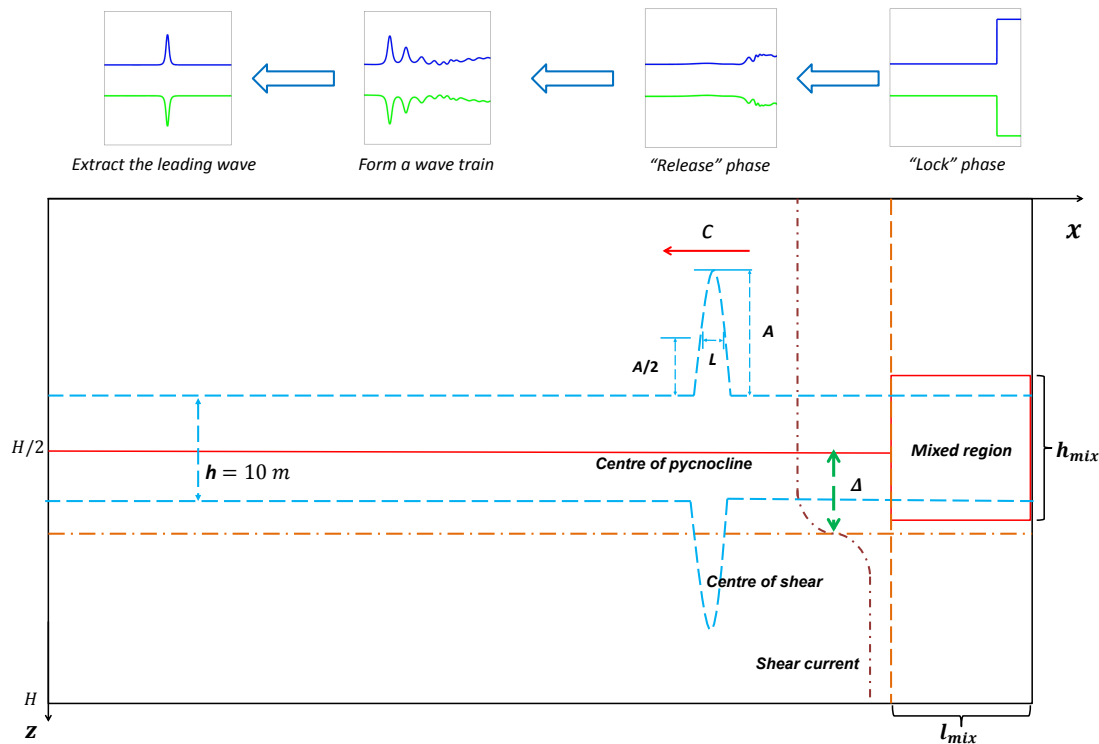 Extract the leading wave
Form a wave train
“Release” phase
“Lock” phase
x
C
A
A/2
L
H/2
h = 10 m
Centre of pycnocline
Δ
Mixed region
h_mix
Centre of shear
Shear current
H
z
l_mix